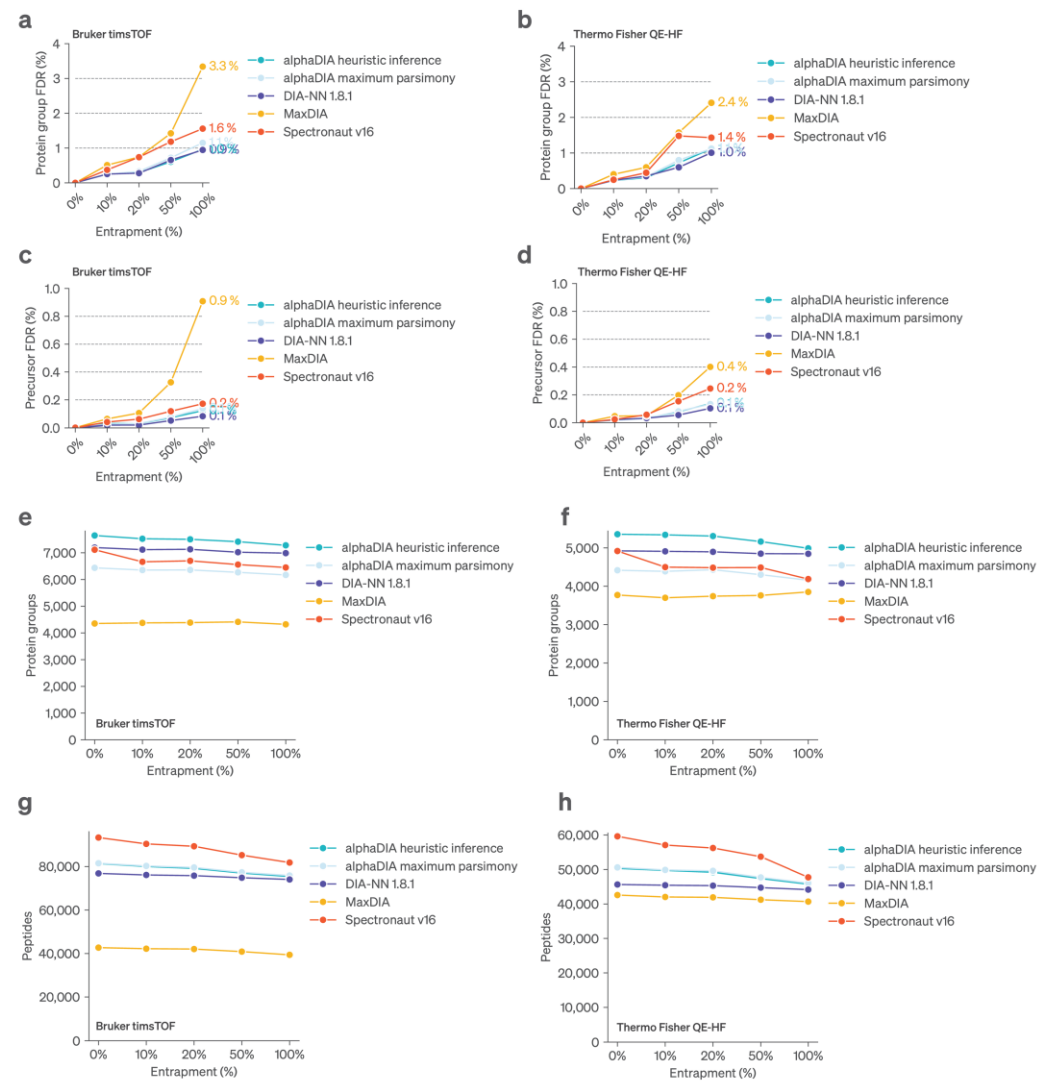 a
Bruker timsTOF
Protein group FDR (%)
4
3
2
1
0
3.3 %
1.6 %
1.1 %
0.9%
0%
10%
20%
50%
100%
Entrapment (%)
alphaDIA heuristic inference
alphaDIA maximum parsimony
DIA-NN 1.8.1
MaxDIA
Spectronaut v16
b
Thermo Fisher QE-HF
Protein group FDR (%)
4
3
2
1
0
2.4 %
1.4 %
1.0 %
0%
10%
20%
50%
100%
Entrapment (%)
alphaDIA heuristic inference
alphaDIA maximum parsimony
DIA-NN 1.8.1
MaxDIA
Spectronaut v16
c
Bruker timsTOF
Precursor FDR (%)
1.0
0.8
0.6
0.4
0.2
0.0
0.9 %
0.2 %
0.1 %
0%
10%
20%
50%
100%
Entrapment (%)
alphaDIA heuristic inference
alphaDIA maximum parsimony
DIA-NN 1.8.1
MaxDIA
Spectronaut v16
d
Thermo Fisher QE-HF
Precursor FDR (%)
1.0
0.8
0.6
0.4
0.2
0.0
0.4 %
0.2 %
0.1 %
0%
10%
20%
50%
100%
Entrapment (%)
alphaDIA heuristic inference
alphaDIA maximum parsimony
DIA-NN 1.8.1
MaxDIA
Spectronaut v16
e
Protein groups
7,000
6,000
5,000
4,000
3,000
2,000
1,000
0
Bruker timsTOF
0%
10%
20%
50%
100%
Entrapment (%)
alphaDIA heuristic inference
alphaDIA maximum parsimony
DIA-NN 1.8.1
MaxDIA
Spectronaut v16
f
Protein groups
5,000
4,000
3,000
2,000
1,000
0
Thermo Fisher QE-HF
0%
10%
20%
50%
100%
Entrapment (%)
alphaDIA heuristic inference
alphaDIA maximum parsimony
DIA-NN 1.8.1
MaxDIA
Spectronaut v16
g
Peptides
80,000
60,000
40,000
20,000
0
Bruker timsTOF
0%
10%
20%
50%
100%
Entrapment (%)
alphaDIA heuristic inference
alphaDIA maximum parsimony
DIA-NN 1.8.1
MaxDIA
Spectronaut v16
h
Peptides
60,000
50,000
40,000
30,000
20,000
10,000
0
Thermo Fisher QE-HF
0%
10%
20%
50%
100%
Entrapment (%)
alphaDIA heuristic inference
alphaDIA maximum parsimony
DIA-NN 1.8.1
MaxDIA
Spectronaut v16